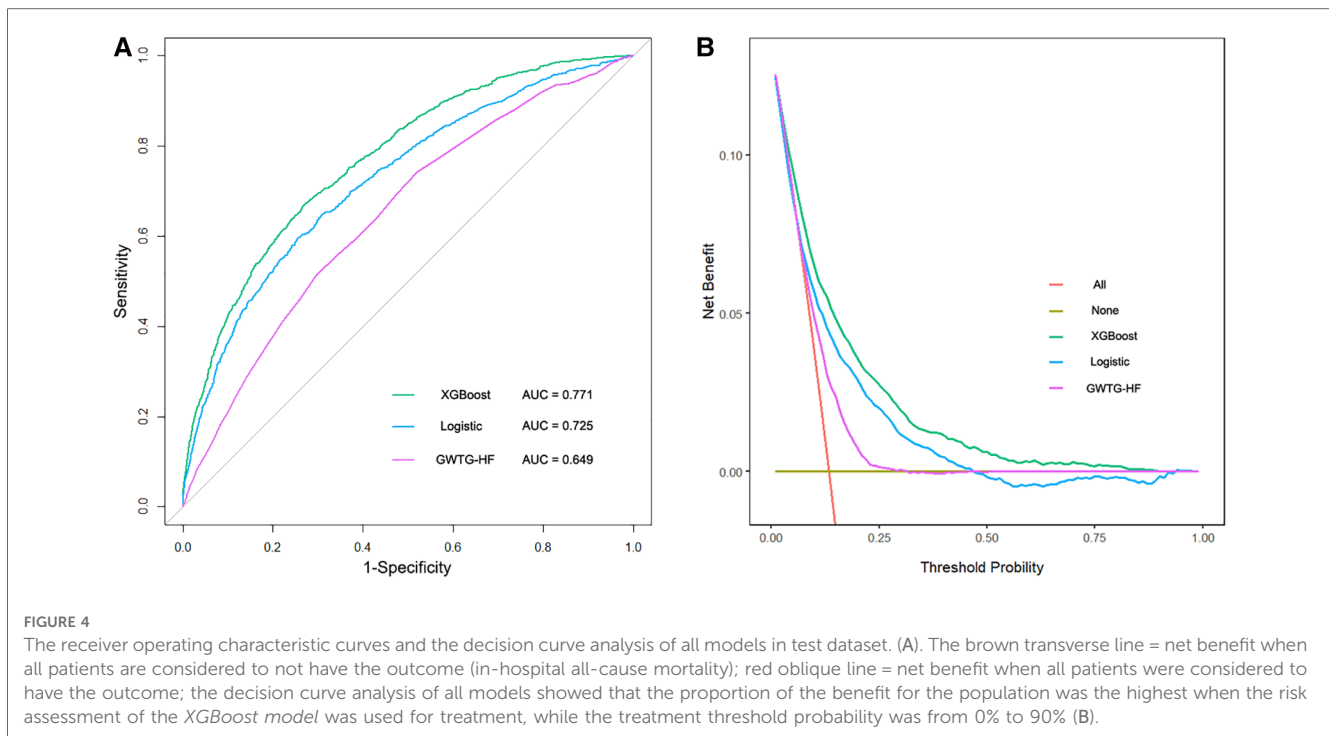 A
1.0
0.8
0.6
0.4
0.2
0.0
Sensitivity
XGBoost AUC = 0.771
Logistic AUC = 0.725
GWTG-HF AUC = 0.649
0.0 0.2 0.4 0.6 0.8 1.0
1-Specificity
B
0.10
0.05
0.00
Net Benefit
All
None
XGBoost
Logistic
GWTG-HF
0.00 0.25 0.50 0.75 1.00
Threshold Probility
FIGURE 4
The receiver operating characteristic curves and the decision curve analysis of all models in test dataset. (A). The brown transverse line = net benefit when
all patients are considered to not have the outcome (in-hospital all-cause mortality); red oblique line = net benefit when all patients were considered to
have the outcome; the decision curve analysis of all models showed that the proportion of the benefit for the population was the highest when the risk
assessment of the XGBoost model was used for treatment, while the treatment threshold probability was from 0% to 90% (B).